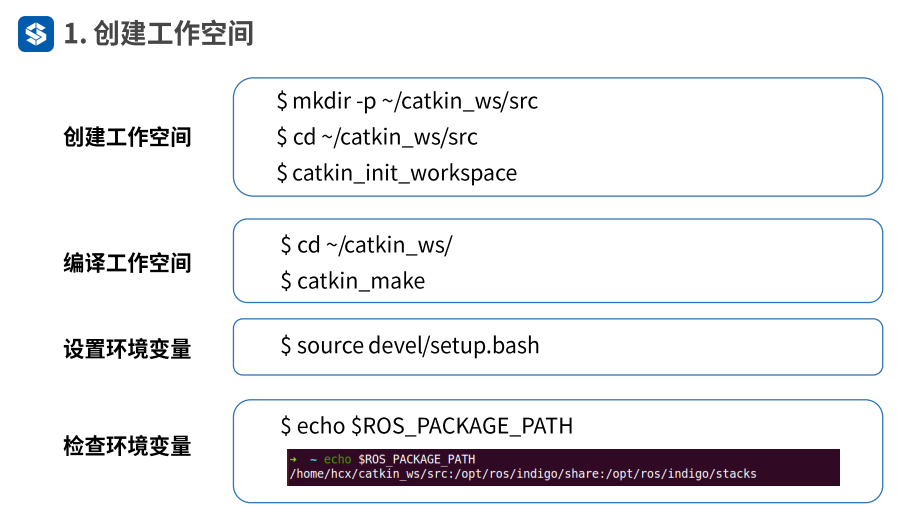 1. 创建工作空间
创建工作空间
$ mkdir -p ~/catkin_ws/src
$ cd ~/catkin_ws/src
$ catkin_init_workspace
编译工作空间
$ cd ~/catkin_ws/
$ catkin_make
设置环境变量
$ source devel/setup.bash
检查环境变量
$ echo $ROS_PACKAGE_PATH
→ ~ echo $ROS_PACKAGE_PATH
/home/hcx/catkin_ws/src:/opt/ros/indigo/share:/opt/ros/indigo/stacks